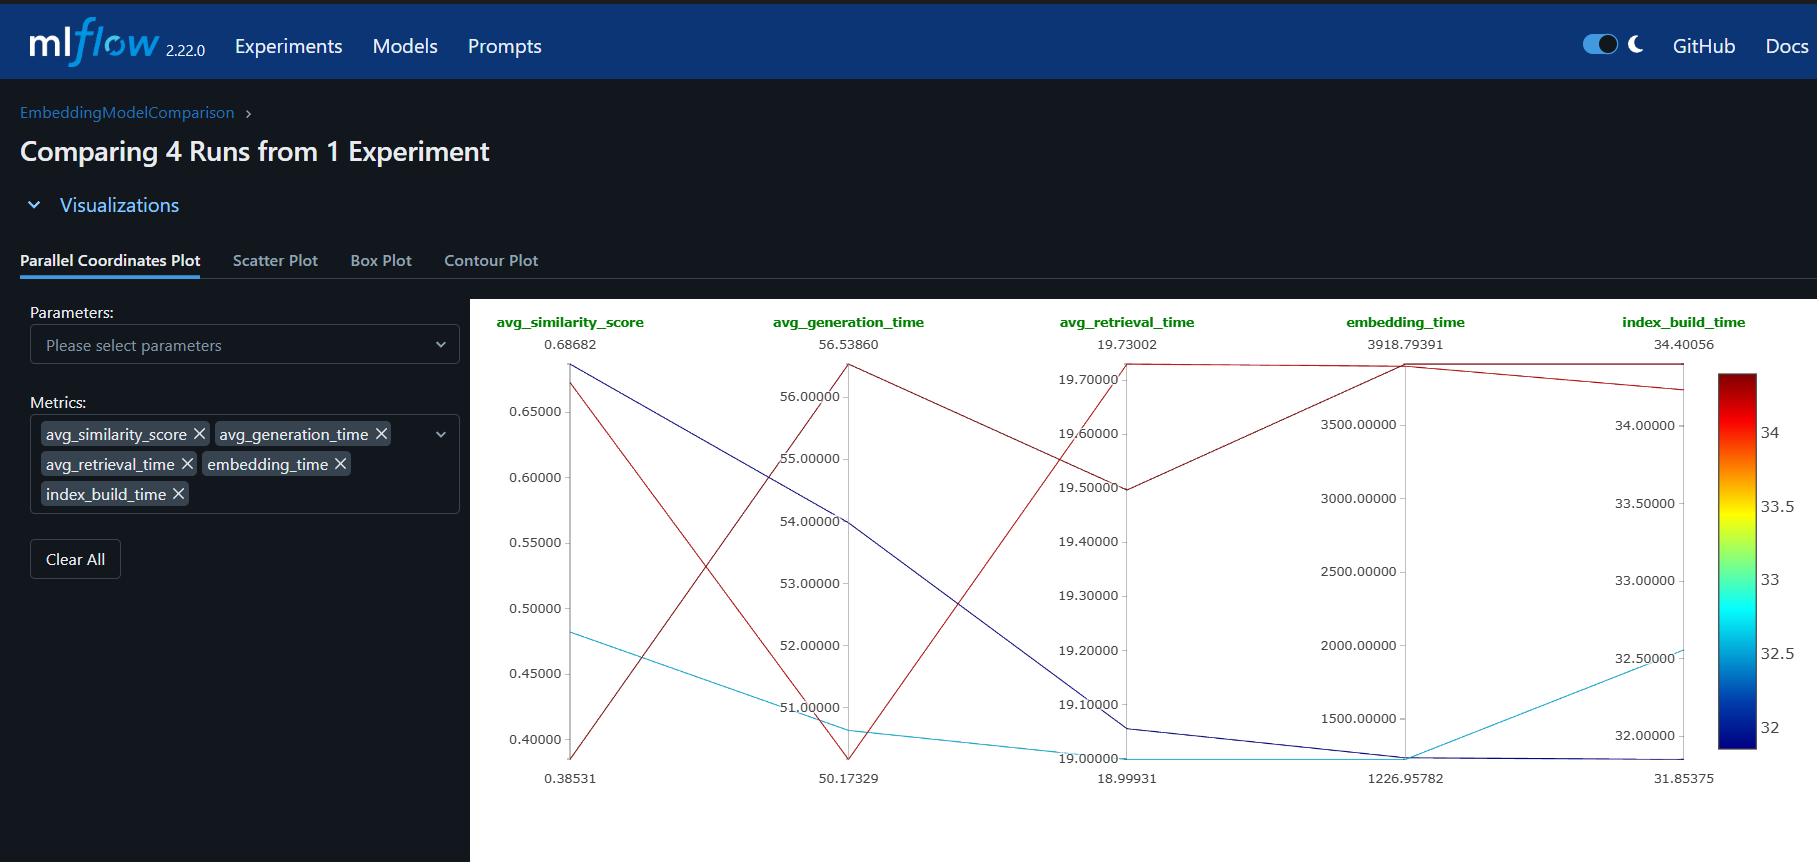 mlflow 2.22.0 Experiments Models Prompts GitHub Docs
EmbeddingModelComparison
Comparing 4 Runs from 1 Experiment
Visualizations
Parallel Coordinates Plot Scatter Plot Box Plot Contour Plot
Parameters:
Please select parameters
Metrics:
avg_similarity_score avg_generation_time
avg_retrieval_time embedding_time
index_build_time
Clear All
avg_similarity_score
0.68682
0.65000
0.60000
0.55000
0.50000
0.45000
0.40000
0.38531
avg_generation_time
56.53860
56.00000
55.00000
54.00000
53.00000
52.00000
51.00000
50.17329
avg_retrieval_time
19.73002
19.70000
19.60000
19.50000
19.40000
19.30000
19.20000
19.10000
19.00000
18.99931
embedding_time
3918.79391
3500.00000
3000.00000
2500.00000
2000.00000
1500.00000
1226.95782
index_build_time
34.40056
34.00000
33.50000
33.00000
32.50000
32.00000
31.85375
34
33.5
33
32.5
32